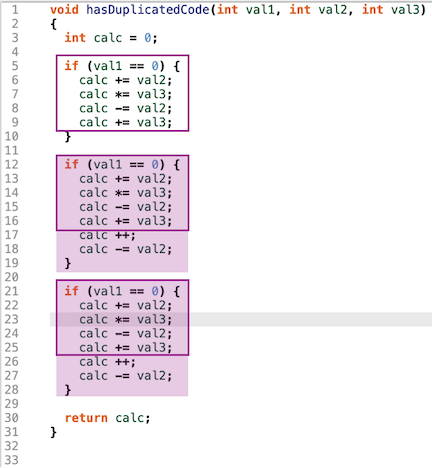 1 void hasDuplicatedCode(int val1, int val2, int val3)
2 {
3 int calc = 0;
4
5 if (val1 == 0) {
6 calc += val2;
7 calc *= val3;
8 calc -= val2;
9 calc += val3;
10 }
11
12 if (val1 == 0) {
13 calc += val2;
14 calc *= val3;
15 calc -= val2;
16 calc += val3;
17 calc ++;
18 calc -= val2;
19 }
20
21 if (val1 == 0) {
22 calc += val2;
23 calc *= val3;
24 calc -= val2;
25 calc += val3;
26 calc ++;
27 calc -= val2;
28 }
29
30 return calc;
31 }
32
33